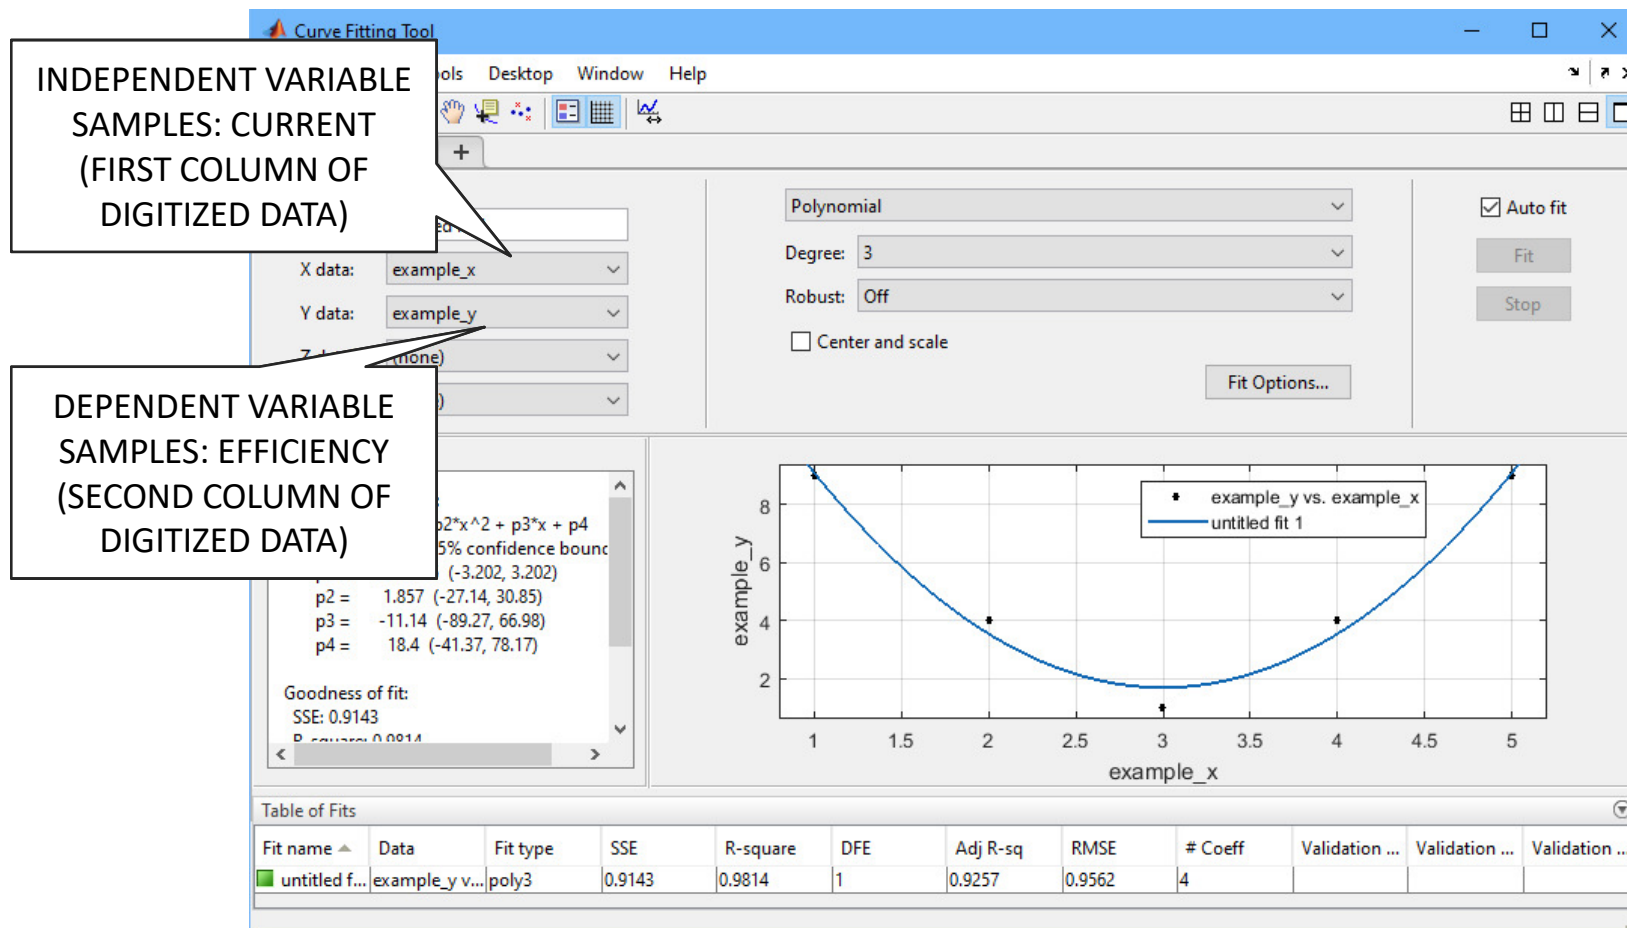 Curve Fitting Tool
INDEPENDENT VARIABLE
SAMPLES: CURRENT
(FIRST COLUMN OF
DIGITIZED DATA)
Desktop Window Help
+
X data: example_x
Y data: example_y
(none)
Polynomial
Degree: 3
Robust: Off
Center and scale
Fit Options...
Auto fit
Fit
Stop
DEPENDENT VARIABLE
SAMPLES: EFFICIENCY
(SECOND COLUMN OF
DIGITIZED DATA)
p2*x^2 + p3*x + p4
5% confidence bound
(-3.202, 3.202)
p2 = 1.857 (-27.14, 30.85)
p3 = -11.14 (-89.27, 66.98)
p4 = 18.4 (-41.37, 78.17)
Goodness of fit:
SSE: 0.9143
R-square: 0.9814
example_y vs. example_x
untitled fit 1
8
6
4
2
example_y
1 1.5 2 2.5 3 3.5 4 4.5 5
example_x
Table of Fits
Fit name Data Fit type SSE R-square DFE Adj R-sq RMSE # Coeff Validation ... Validation ... Validation ...
untitled f... example_y v... poly3 0.9143 0.9814 1 0.9257 0.9562 4